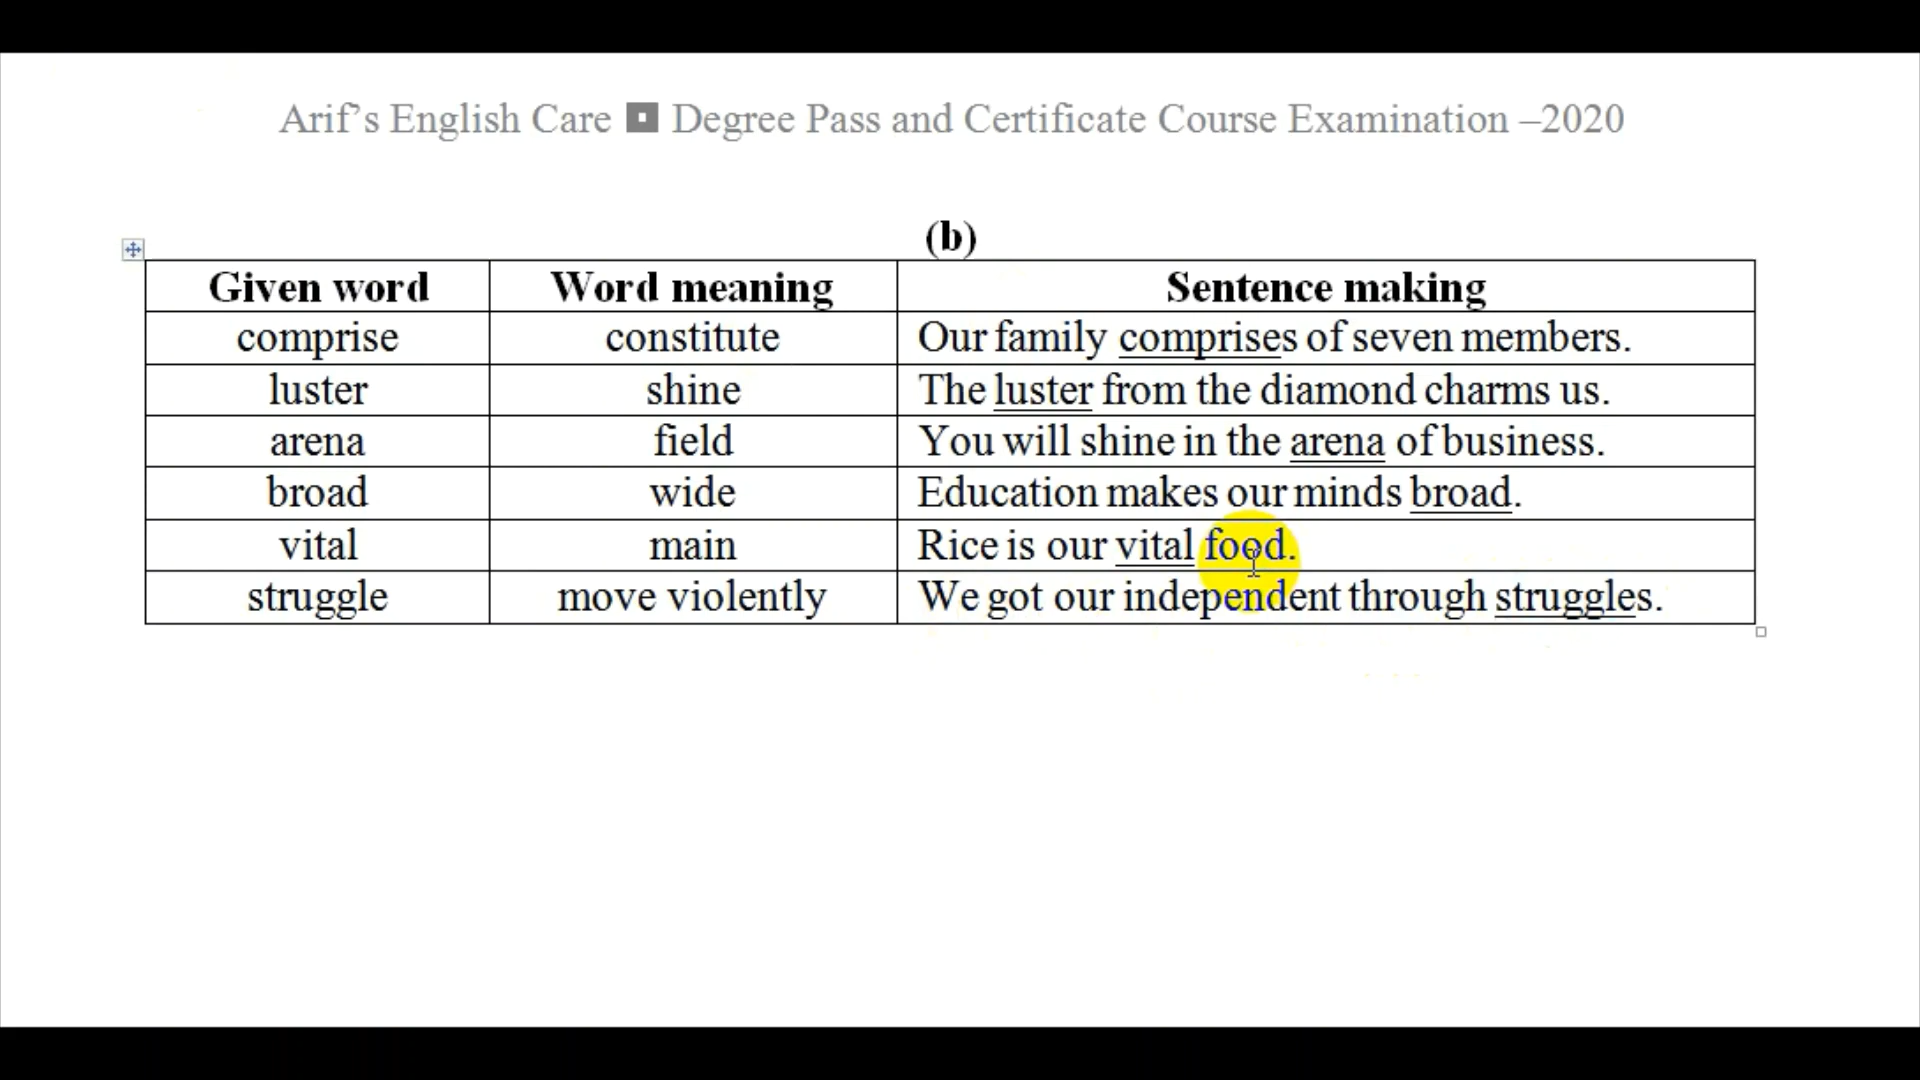 Arif’s English Care ◘ Degree Pass and Certificate Course Examination –2020
(b)
Given word Word meaning Sentence making
comprise constitute Our family comprises of seven members.
luster shine The luster from the diamond charms us.
arena field You will shine in the arena of business.
broad wide Education makes our minds broad.
vital main Rice is our vital food.
struggle move violently We got our independent through struggles.